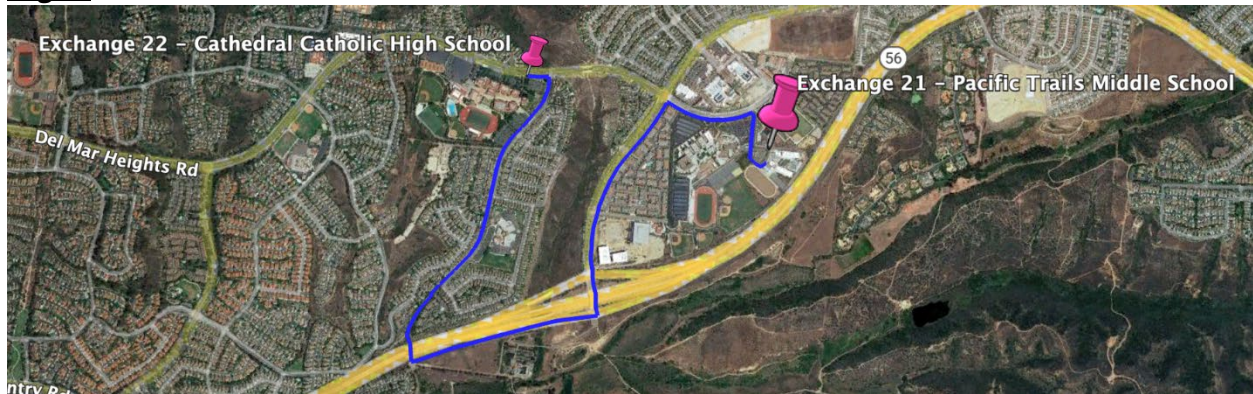 Exchange 22 – Cathedral Catholic High School
56
Exchange 21 – Pacific Trails Middle School
Del Mar Heights Rd